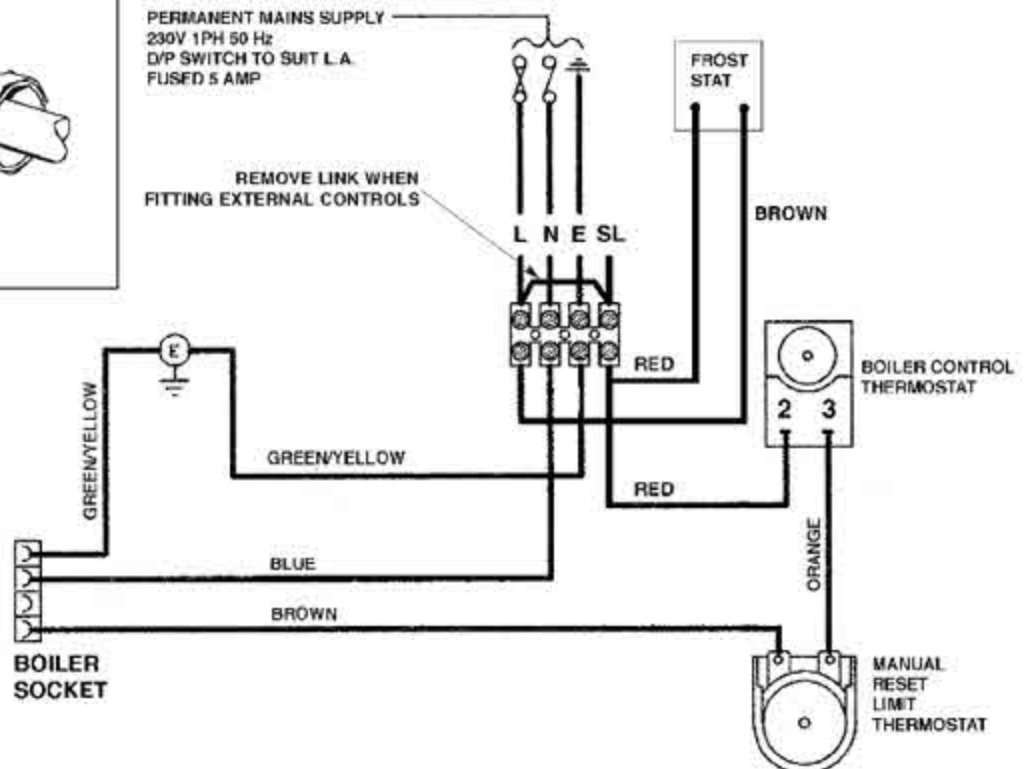 PERMANENT MAINS SUPPLY
230V 1PH 50 Hz
D/P SWITCH TO SUIT L.A.
FUSED 5 AMP
FROST
STAT
REMOVE LINK WHEN
FITTING EXTERNAL CONTROLS
BROWN
L N E SL
E
RED
BOILER CONTROL
THERMOSTAT
2 3
GREEN/YELLOW
GREEN/YELLOW
RED
ORANGE
BLUE
BROWN
BOILER
SOCKET
MANUAL
RESET
LIMIT
THERMOSTAT